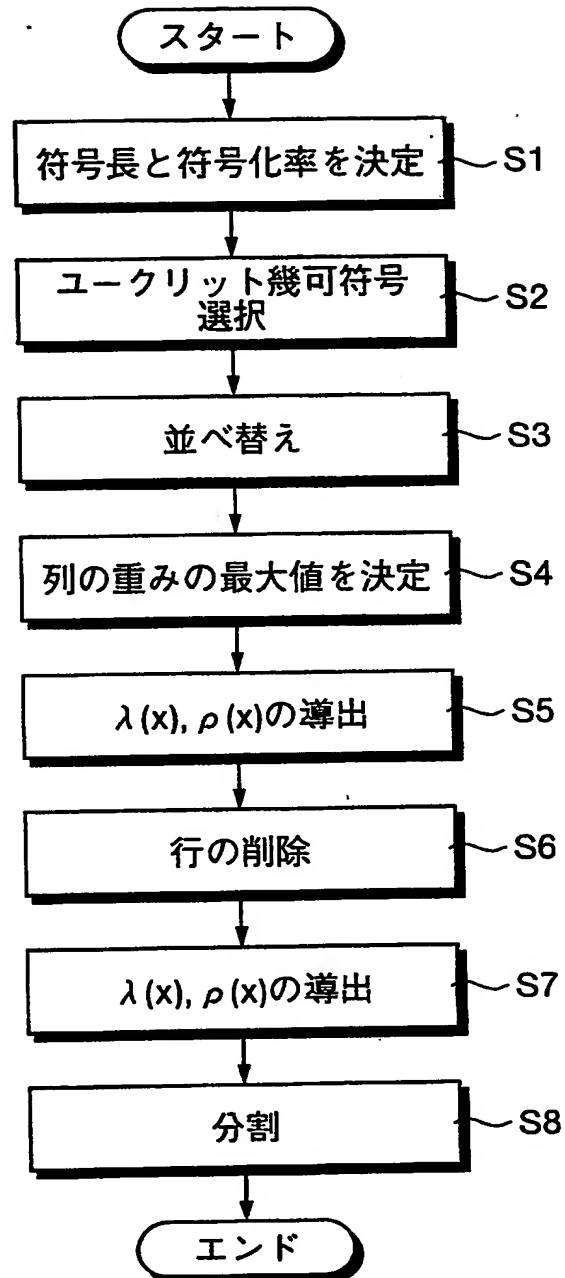 スタート
符号長と符号化率を決定
S1
ユークリット幾可符号
選択
S2
並べ替え
S3
列の重みの最大値を決定
S4
λ(x), ρ(x)の導出
S5
行の削除
S6
λ(x), ρ(x)の導出
S7
分割
S8
エンド